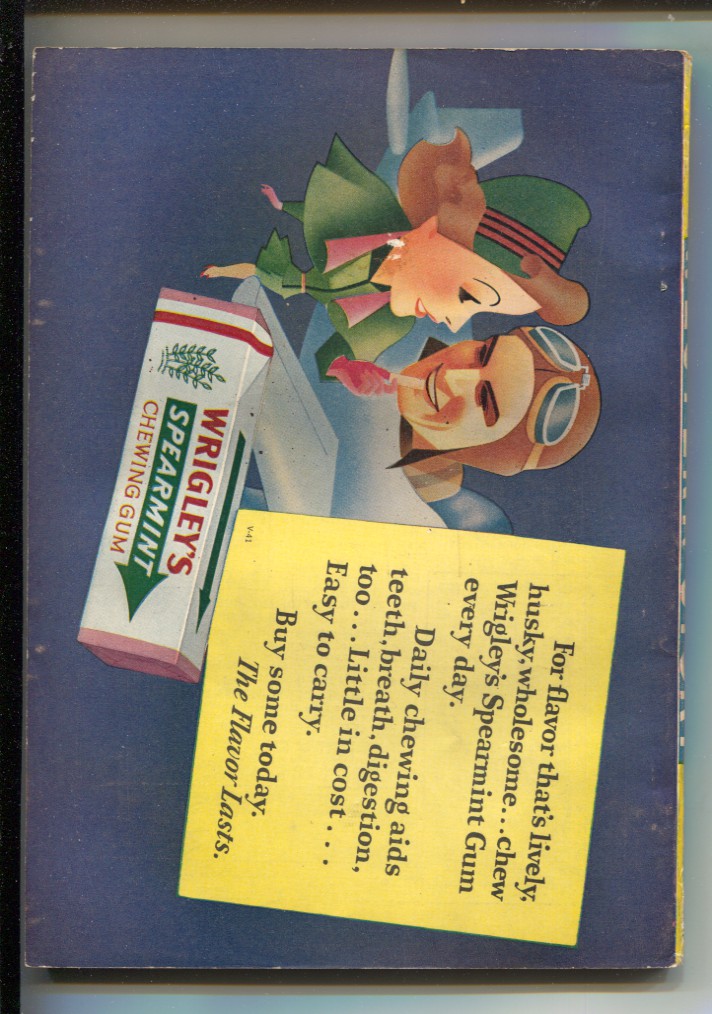 For flavor that's lively,
husky, wholesome...chew
Wrigley's Spearmint Gum
every day.
Daily chewing aids
teeth, breath, digestion,
too...Little in cost...
Easy to carry.
Buy some today.
The Flavor Lasts.
V-41
WRIGLEY'S
SPEARMINT
CHEWING GUM